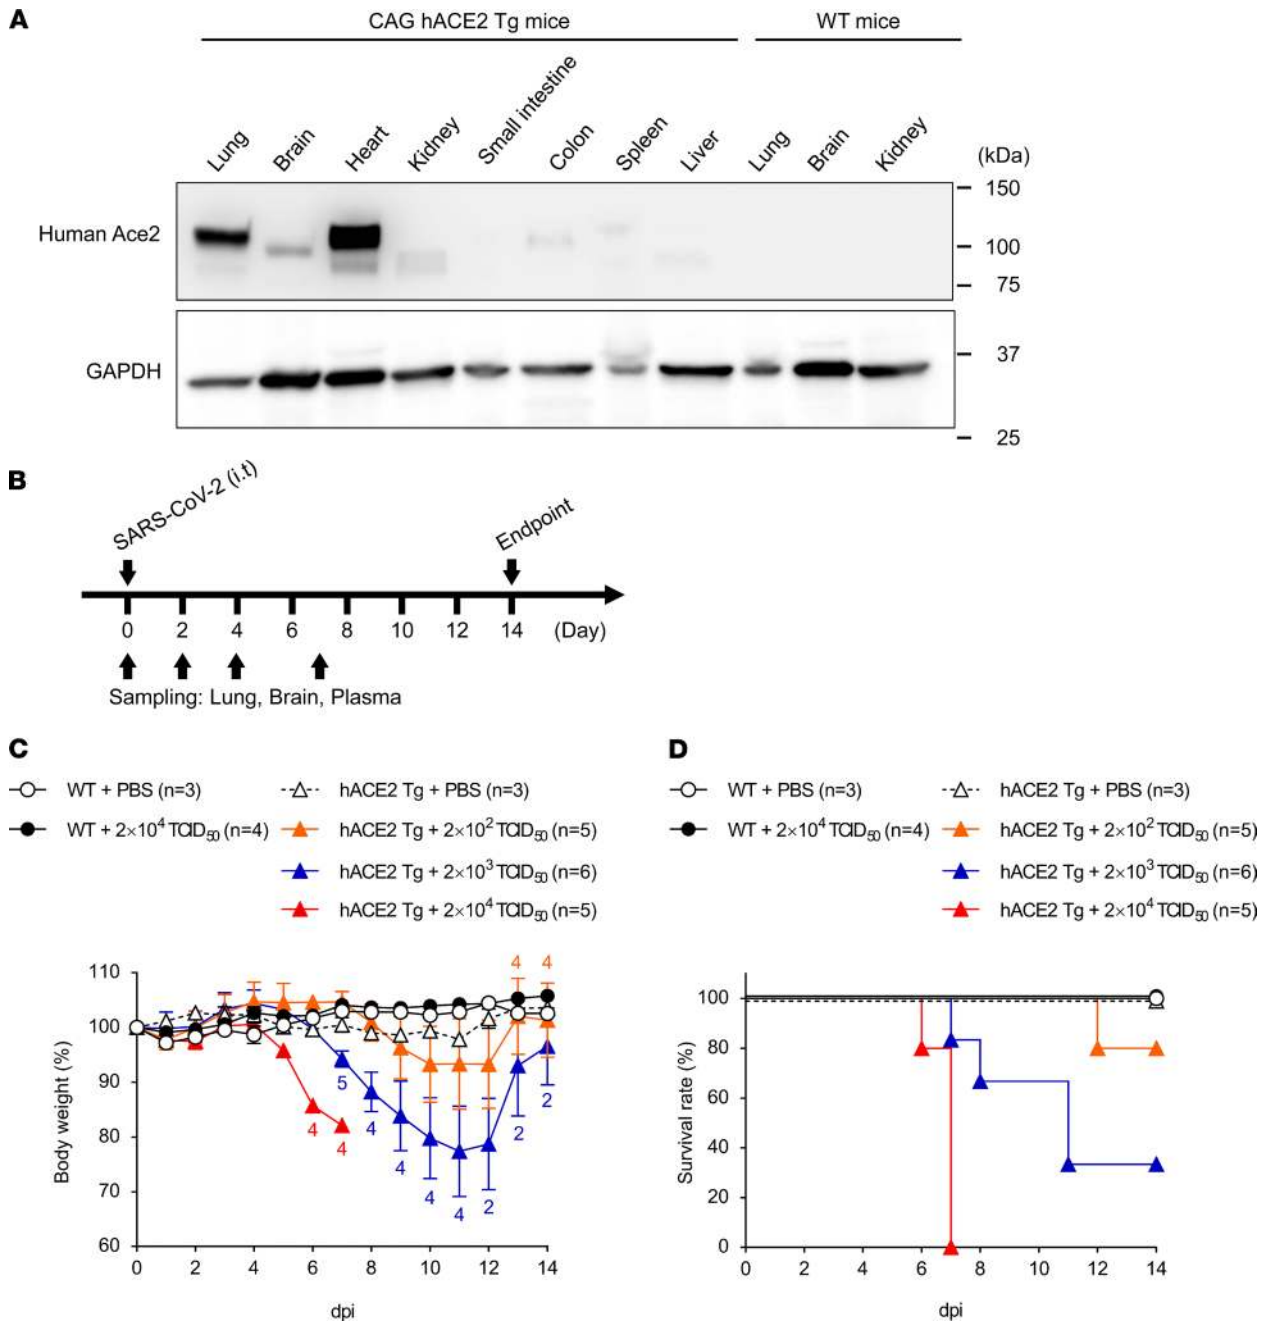 A
CAG hACE2 Tg mice
WT mice
Lung
Brain
Heart
Kidney
Small intestine
Colon
Spleen
Liver
Lung
Brain
Kidney
(kDa)
Human Ace2
150
100
75
GAPDH
37
25
B
SARS-CoV-2 (i.t)
Endpoint
0 2 4 6 8 10 12 14 (Day)
Sampling: Lung, Brain, Plasma
C
WT + PBS (n=3)
hACE2 Tg + PBS (n=3)
WT + 2×10⁴ TCID₅₀ (n=4)
hACE2 Tg + 2×10² TCID₅₀ (n=5)
hACE2 Tg + 2×10³ TCID₅₀ (n=6)
hACE2 Tg + 2×10⁴ TCID₅₀ (n=5)
Body weight (%)
110
100
90
80
70
60
4 4
5
4
4
4
4
2
2
2
4
4
0 2 4 6 8 10 12 14
dpi
D
WT + PBS (n=3)
hACE2 Tg + PBS (n=3)
WT + 2×10⁴ TCID₅₀ (n=4)
hACE2 Tg + 2×10² TCID₅₀ (n=5)
hACE2 Tg + 2×10³ TCID₅₀ (n=6)
hACE2 Tg + 2×10⁴ TCID₅₀ (n=5)
Survival rate (%)
100
80
60
40
20
0
0 2 4 6 8 10 12 14
dpi